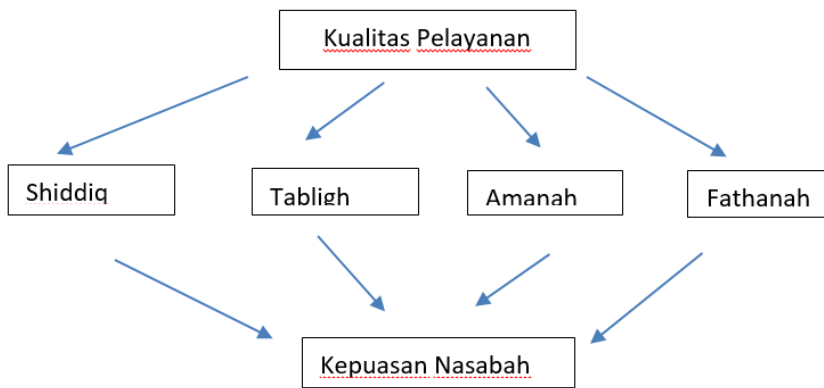 Kualitas Pelayanan
Shiddiq
Tabligh
Amanah
Fathanah
Kepuasan Nasabah